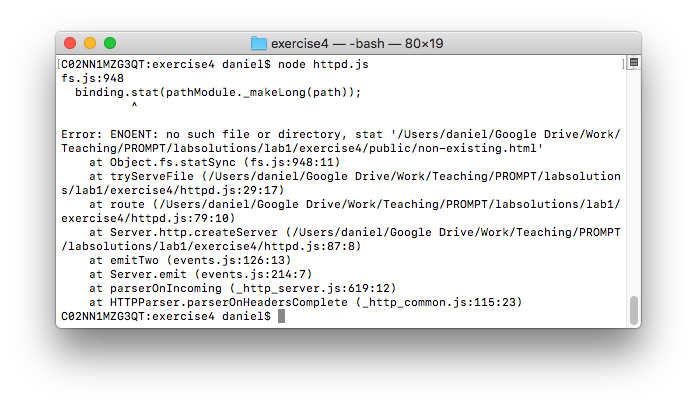 exercise4 — -bash — 80×19
[C02NN1MZG3QT:exercise4 daniel$ node httpd.js ]
fs.js:948
  binding.stat(pathModule._makeLong(path));
          ^

Error: ENOENT: no such file or directory, stat '/Users/daniel/Google Drive/Work/
Teaching/PROMPT/labsolutions/lab1/exercise4/public/non-existing.html'
    at Object.fs.statSync (fs.js:948:11)
    at tryServeFile (/Users/daniel/Google Drive/Work/Teaching/PROMPT/labsolution
s/lab1/exercise4/httpd.js:29:17)
    at route (/Users/daniel/Google Drive/Work/Teaching/PROMPT/labsolutions/lab1/
exercise4/httpd.js:79:10)
    at Server.http.createServer (/Users/daniel/Google Drive/Work/Teaching/PROMPT
/labsolutions/lab1/exercise4/httpd.js:87:8)
    at emitTwo (events.js:126:13)
    at Server.emit (events.js:214:7)
    at parserOnIncoming (_http_server.js:619:12)
    at HTTPParser.parserOnHeadersComplete (_http_common.js:115:23)
C02NN1MZG3QT:exercise4 daniel$